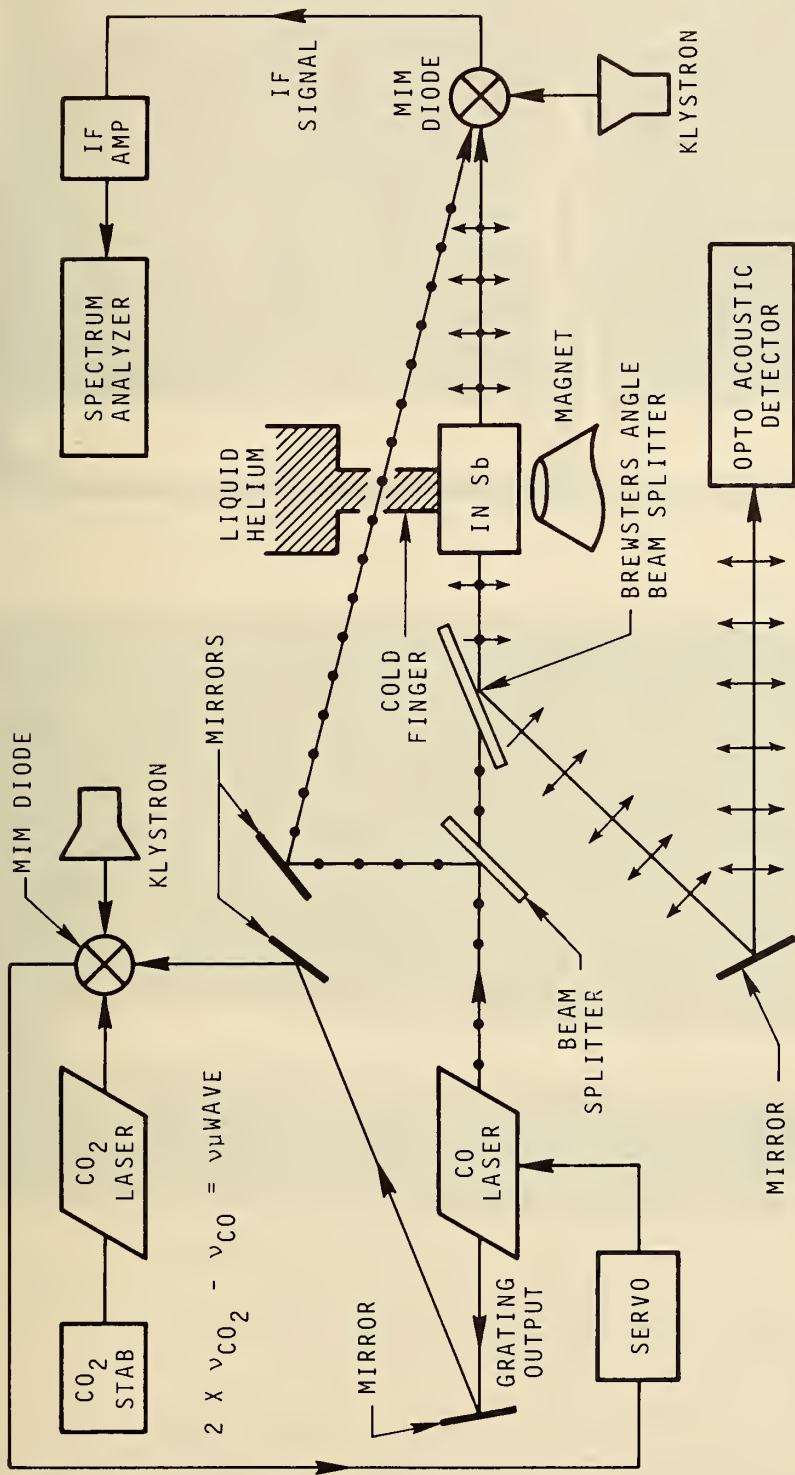 MIM DIODE
KLYSTRON
CO2
STAB
CO2
LASER
2 X νCO2 - νCO = νμWAVE
MIRRORS
MIRROR
GRATING
OUTPUT
CO
LASER
SERVO
BEAM
SPLITTER
MIRROR
LIQUID
HELIUM
COLD
FINGER
IN Sb
MAGNET
BREWSTERS ANGLE
BEAM SPLITTER
OPTO ACOUSTIC
DETECTOR
SPECTRUM
ANALYZER
IF
AMP
IF
SIGNAL
MIM
DIODE
KLYSTRON